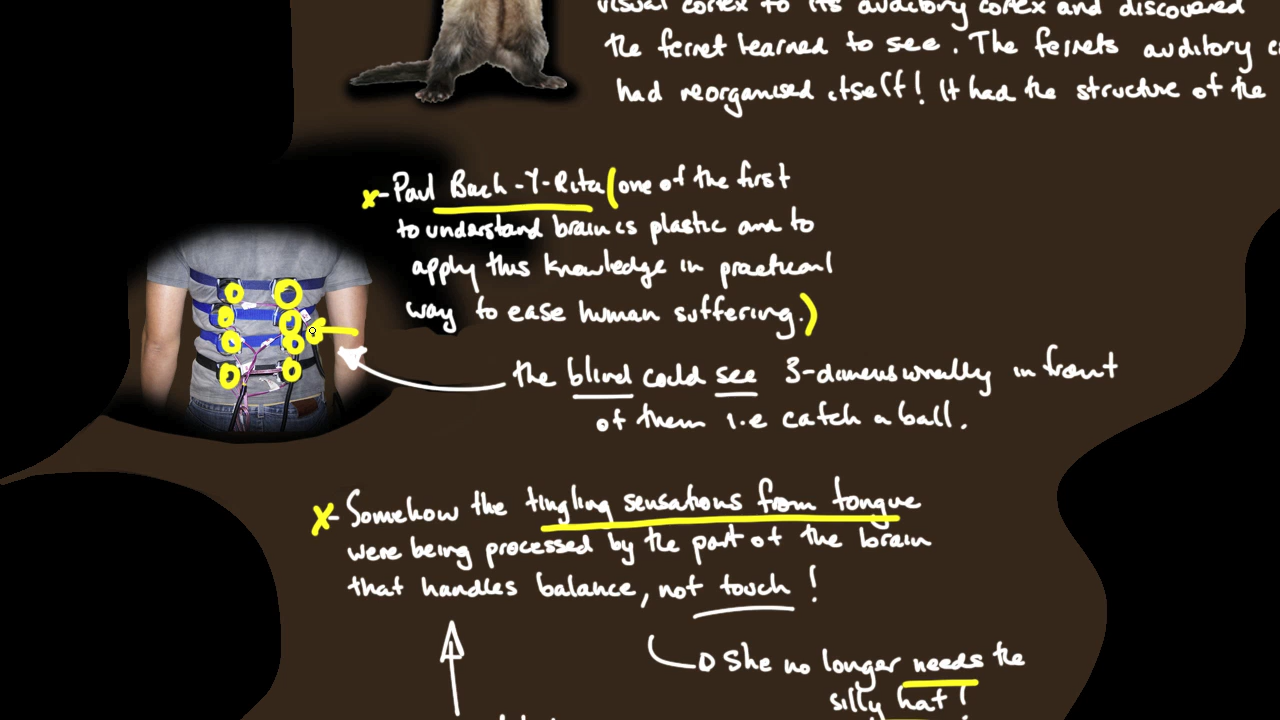 visual cortex to its auditory cortex and discovered
the ferret learned to see. The ferrets auditory
had reorganised itself! It had the structure of the
x- Paul Bach-Y-Rita (one of the first
to understand brain is plastic and to
apply this knowledge in practical
way to ease human suffering.)
the blind could see 3-dimensionally in front
of them i.e catch a ball.
x- Somehow the tingling sensations from tongue
were being processed by the part of the brain
that handles balance, not touch!
She no longer needs the
silly hat!